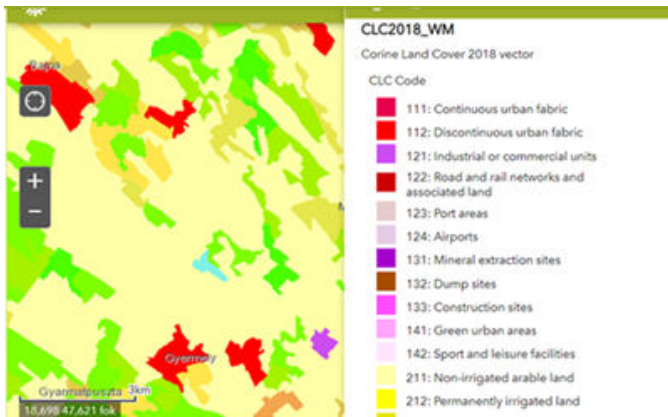 Bajna
Gyermely
Gyarmatpuszta
3km
18,698 47,621 fok
CLC2018_WM
Corine Land Cover 2018 vector
CLC Code
111: Continuous urban fabric
112: Discontinuous urban fabric
121: Industrial or commercial units
122: Road and rail networks and
associated land
123: Port areas
124: Airports
131: Mineral extraction sites
132: Dump sites
133: Construction sites
141: Green urban areas
142: Sport and leisure facilities
211: Non-irrigated arable land
212: Permanently irrigated land